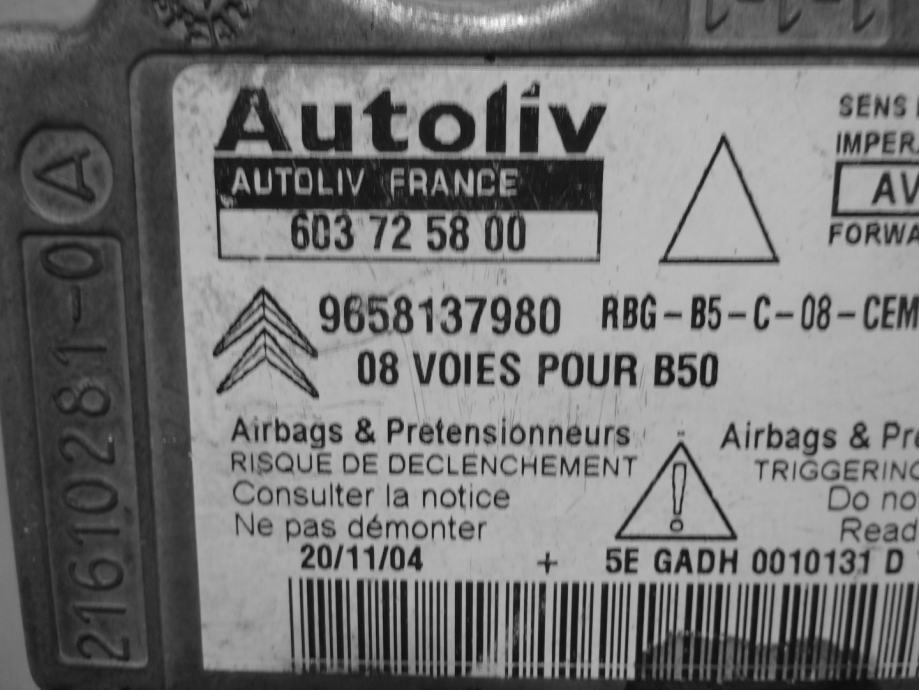 Autoliv
AUTOLIV FRANCE
603 72 58 00
SENS
IMPER
AV
FORWA
9658137980 RBG-B5-C-08-CEM
08 VOIES POUR B50
Airbags & Pretensionneurs
RISQUE DE DECLENCHEMENT
Consulter la notice
Ne pas démonter
!
Airbags & Pr
TRIGGERING
Do no
Read
20/11/04 + 5E GADH 0010131 D
A
21610281-0